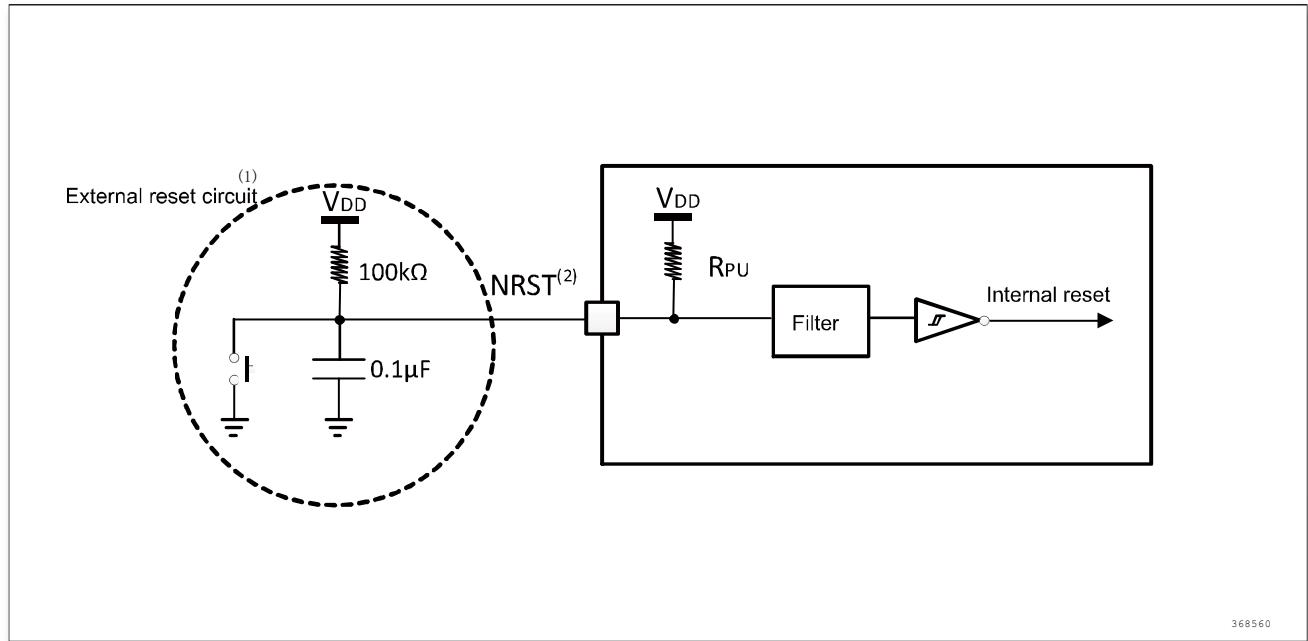 (1)
External reset circuit
VDD
100kΩ
0.1µF
NRST(2)
VDD
RPU
Filter
Internal reset
368560